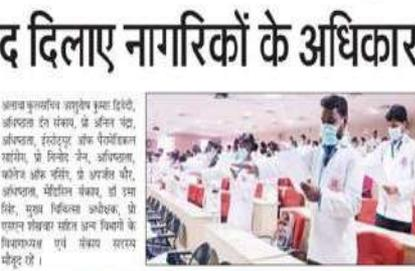 द दिलाए नागरिकों के अधिकार
अलावा कुलसचिव आशुतोष कुमार द्विवेदी,
अधिष्ठाता दंत संकाय, प्रो अनिल चंद्रा,
अधिष्ठाता, इंस्टीट्यूट ऑफ पैरामेडिकल
साइंसेस, प्रो विनोद जैन, अधिष्ठाता,
कॉलेज ऑफ नर्सिंग, प्रो अपजीत कौर,
अधिष्ठाता, मेडिसिन संकाय, डॉ उमा
सिंह, मुख्य चिकित्सा अधीक्षक, प्रो
एसएन शंखवार सहित अन्य विभागों के
विभागाध्यक्ष एवं संकाय सदस्य
मौजूद रहे ।